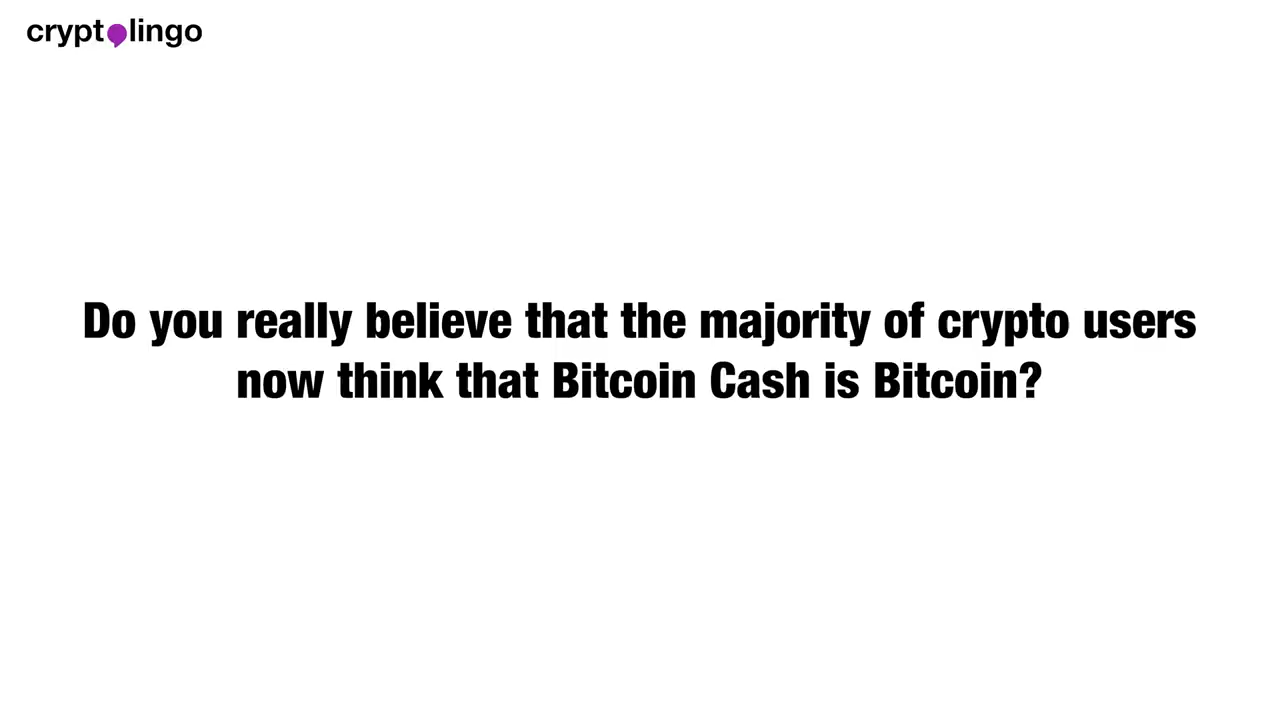 cryptolingo
Do you really believe that the majority of crypto users
now think that Bitcoin Cash is Bitcoin?